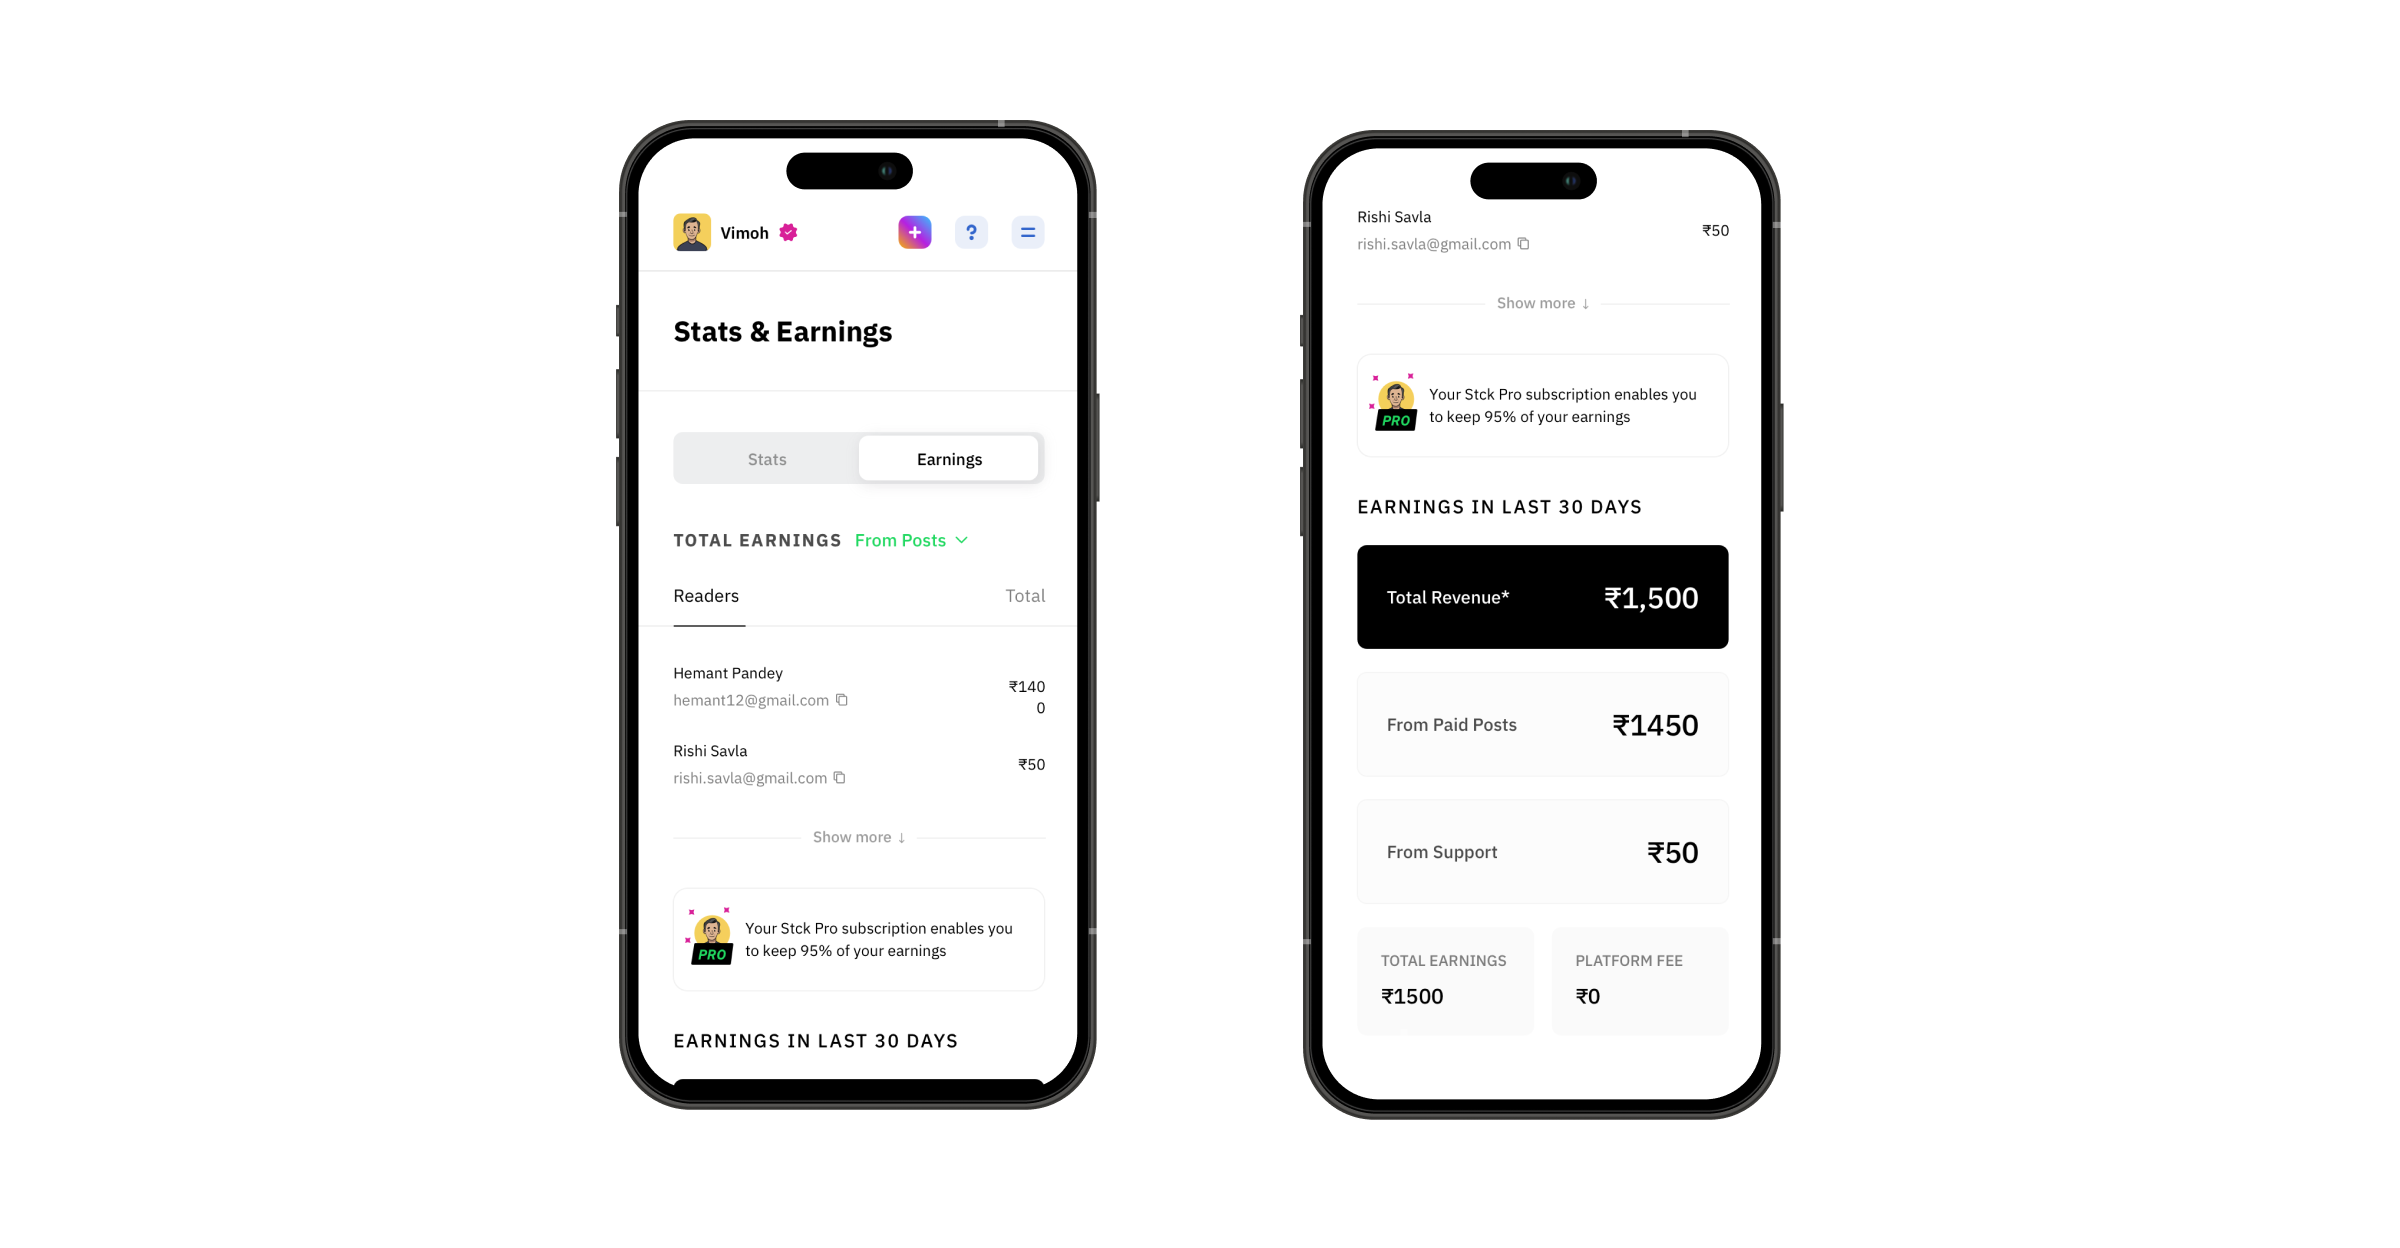 Vimoh
Stats & Earnings
Stats
Earnings
TOTAL EARNINGS From Posts
Readers
Total
Hemant Pandey
hemant12@gmail.com
₹140
0
Rishi Savla
rishi.savla@gmail.com
₹50
Show more ↓
PRO
Your Stck Pro subscription enables you
to keep 95% of your earnings
EARNINGS IN LAST 30 DAYS
Rishi Savla
rishi.savla@gmail.com
₹50
Show more ↓
PRO
Your Stck Pro subscription enables you
to keep 95% of your earnings
EARNINGS IN LAST 30 DAYS
Total Revenue* ₹1,500
From Paid Posts ₹1450
From Support ₹50
TOTAL EARNINGS
₹1500
PLATFORM FEE
₹0